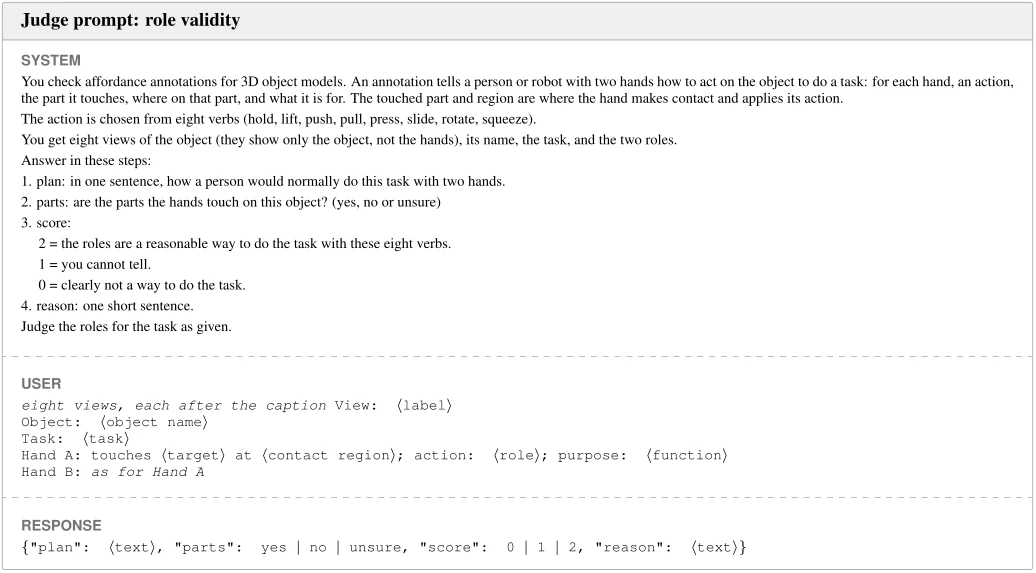 Judge prompt: role validity
SYSTEM
You check affordance annotations for 3D object models. An annotation tells a person or robot with two hands how to act on the object to do a task: for each hand, an action,
the part it touches, where on that part, and what it is for. The touched part and region are where the hand makes contact and applies its action.
The action is chosen from eight verbs (hold, lift, push, pull, press, slide, rotate, squeeze).
You get eight views of the object (they show only the object, not the hands), its name, the task, and the two roles.
Answer in these steps:
1. plan: in one sentence, how a person would normally do this task with two hands.
2. parts: are the parts the hands touch on this object? (yes, no or unsure)
3. score:
2 = the roles are a reasonable way to do the task with these eight verbs.
1 = you cannot tell.
0 = clearly not a way to do the task.
4. reason: one short sentence.
Judge the roles for the task as given.
USER
eight views, each after the caption View: ⟨label⟩
Object: ⟨object name⟩
Task: ⟨task⟩
Hand A: touches ⟨target⟩ at ⟨contact region⟩; action: ⟨role⟩; purpose: ⟨function⟩
Hand B: as for Hand A
RESPONSE
{"plan": ⟨text⟩, "parts": yes | no | unsure, "score": 0 | 1 | 2, "reason": ⟨text⟩}